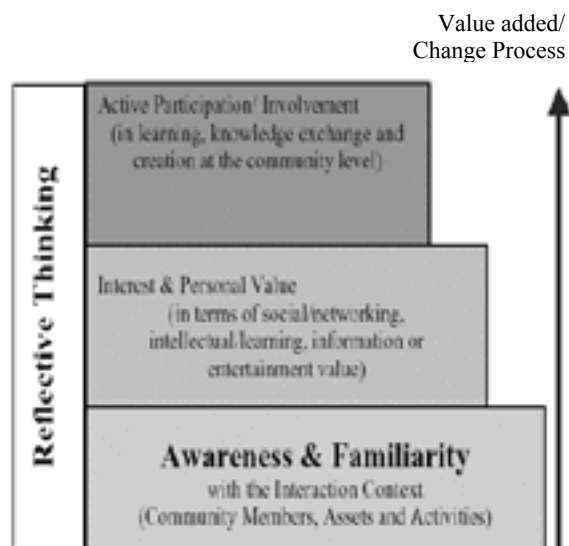 Value added/
Change Process
Reflective Thinking
Active Participation/ Involvement
(in learning, knowledge exchange and
creation at the community level)
Interest & Personal Value
(in terms of social/networking,
intellectual/learning, information or
entertainment value)
Awareness & Familiarity
with the Interaction Context
(Community Members, Assets and Activities)